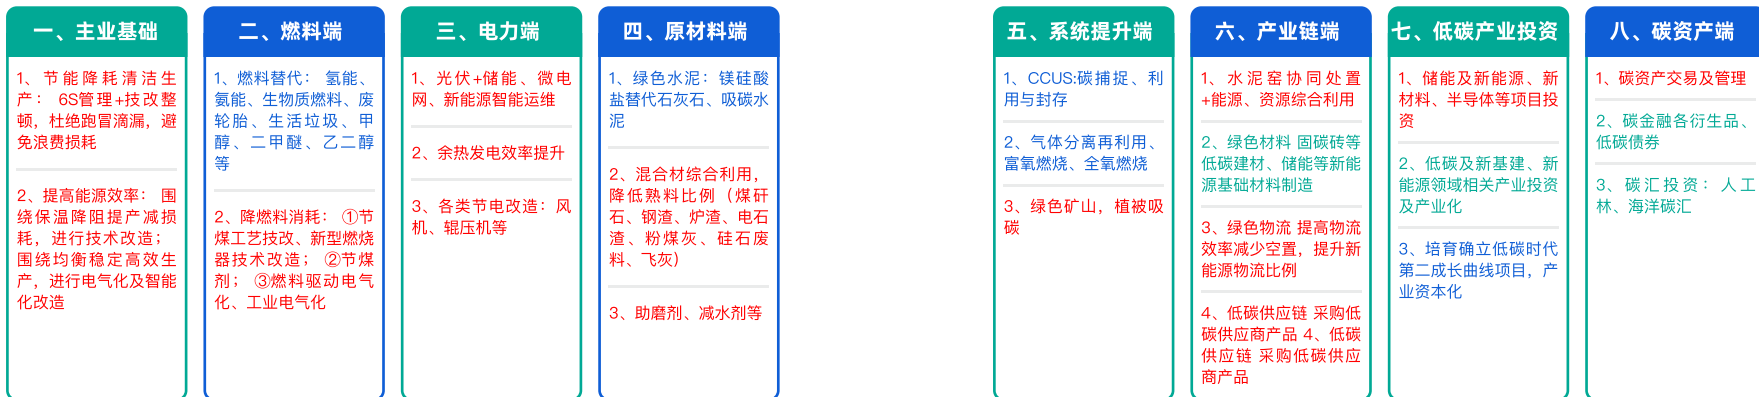 一、主业基础
1、节能降耗清洁生
产： 6S管理+技改整
顿，杜绝跑冒滴漏，避
免浪费损耗
2、提高能源效率： 围
绕保温降阻提产减损
耗，进行技术改造；
围绕均衡稳定高效生
产，进行电气化及智能
化改造
二、燃料端
1、燃料替代： 氢能、
氨能、生物质燃料、废
轮胎、生活垃圾、甲
醇、二甲醚、乙二醇
等
2、降燃料消耗： ①节
煤工艺技改、新型燃烧
器技术改造； ②节煤
剂； ③燃料驱动电气
化、工业电气化
三、电力端
1、光伏+储能、微电
网、新能源智能运维
2、余热发电效率提升
3、各类节电改造：风
机、辊压机等
四、原材料端
1、绿色水泥：镁硅酸
盐替代石灰石、吸碳水
泥
2、混合材综合利用，
降低熟料比例（煤矸
石、钢渣、炉渣、电石
渣、粉煤灰、硅石废
料、飞灰）
3、助磨剂、减水剂等
五、系统提升端
1、CCUS:碳捕捉、利
用与封存
2、气体分离再利用、
富氧燃烧、全氧燃烧
3、绿色矿山，植被吸
碳
六、产业链端
1、水泥窑协同处置
+能源、资源综合利用
2、绿色材料 固碳砖等
低碳建材、储能等新能
源基础材料制造
3、绿色物流 提高物流
效率减少空置，提升新
能源物流比例
4、低碳供应链 采购低
碳供应商产品 4、低碳
供应链 采购低碳供应
商产品
七、低碳产业投资
1、储能及新能源、新
材料、半导体等项目投
资
2、低碳及新基建、新
能源领域相关产业投资
及产业化
3、培育确立低碳时代
第二成长曲线项目，产
业资本化
八、碳资产端
1、碳资产交易及管理
2、碳金融各衍生品、
低碳债券
3、碳汇投资：人工
林、海洋碳汇